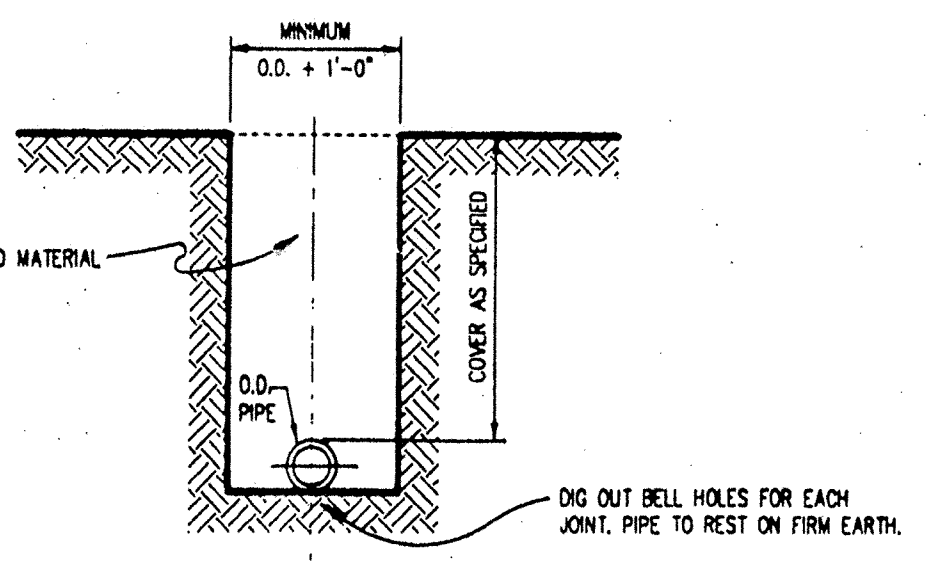 MINIMUM
O.D. + 1'-0"
MATERIAL
COVER AS SPECIFIED
O.D.
PIPE
DIG OUT BELL HOLES FOR EACH
JOINT. PIPE TO REST ON FIRM EARTH.